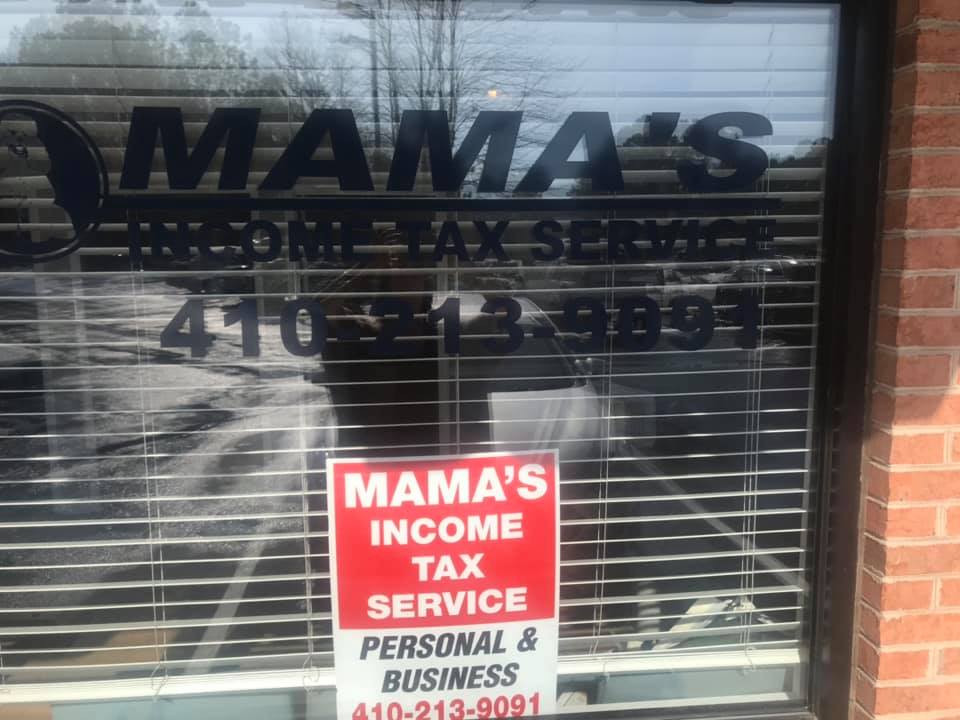 MAMA'S
INCOME TAX SERVICE
410-213-9091
MAMA'S
INCOME
TAX
SERVICE
PERSONAL &
BUSINESS
410-213-9091